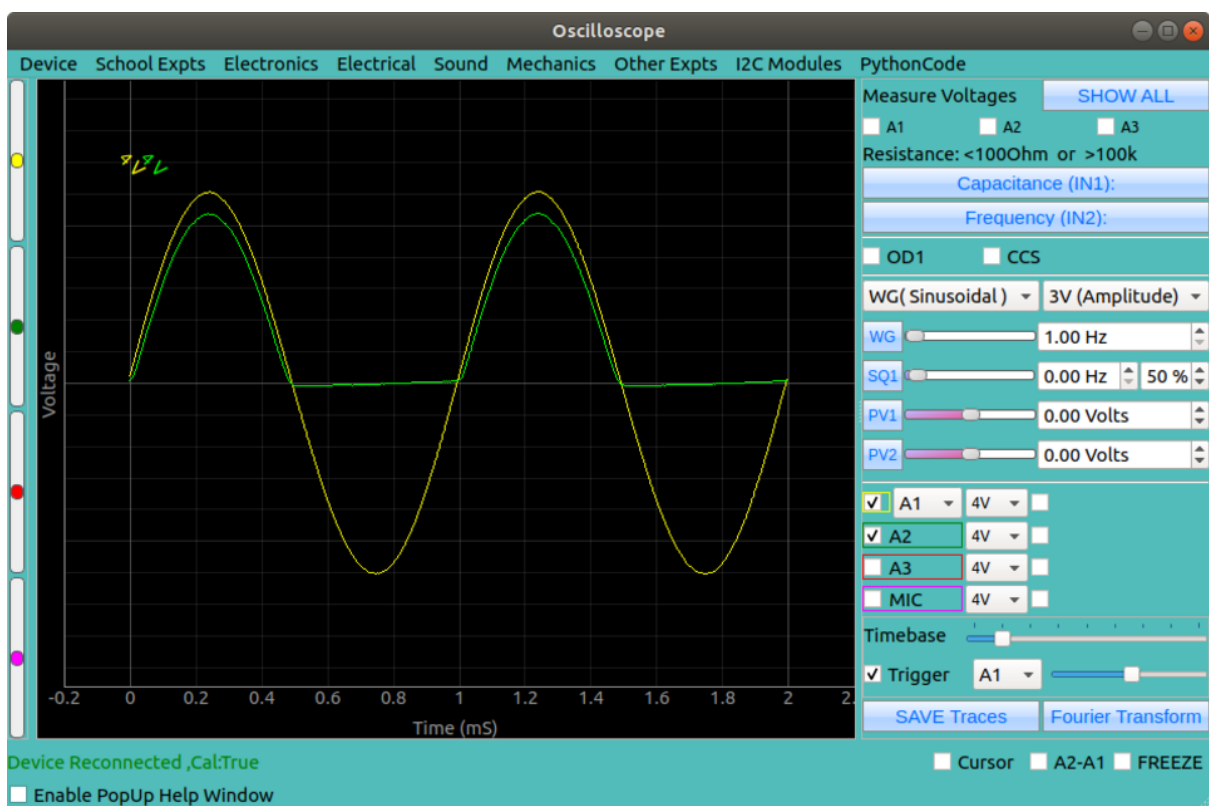 Oscilloscope
Device School Expts Electronics Electrical Sound Mechanics Other Expts I2C Modules PythonCode
Measure Voltages SHOW ALL
A1 A2 A3
Resistance: <100Ohm or >100k
Capacitance (IN1):
Frequency (IN2):
OD1 CCS
WG( Sinusoidal ) 3V (Amplitude)
WG 1.00 Hz
SQ1 0.00 Hz 50 %
PV1 0.00 Volts
PV2 0.00 Volts
A1 4V
A2 4V
A3 4V
MIC 4V
Timebase
Trigger A1
SAVE Traces Fourier Transform
4V 4V
Voltage
-0.2 0 0.2 0.4 0.6 0.8 1 1.2 1.4 1.6 1.8 2 2.
Time (mS)
Device Reconnected ,Cal:True
Cursor A2-A1 FREEZE
Enable PopUp Help Window